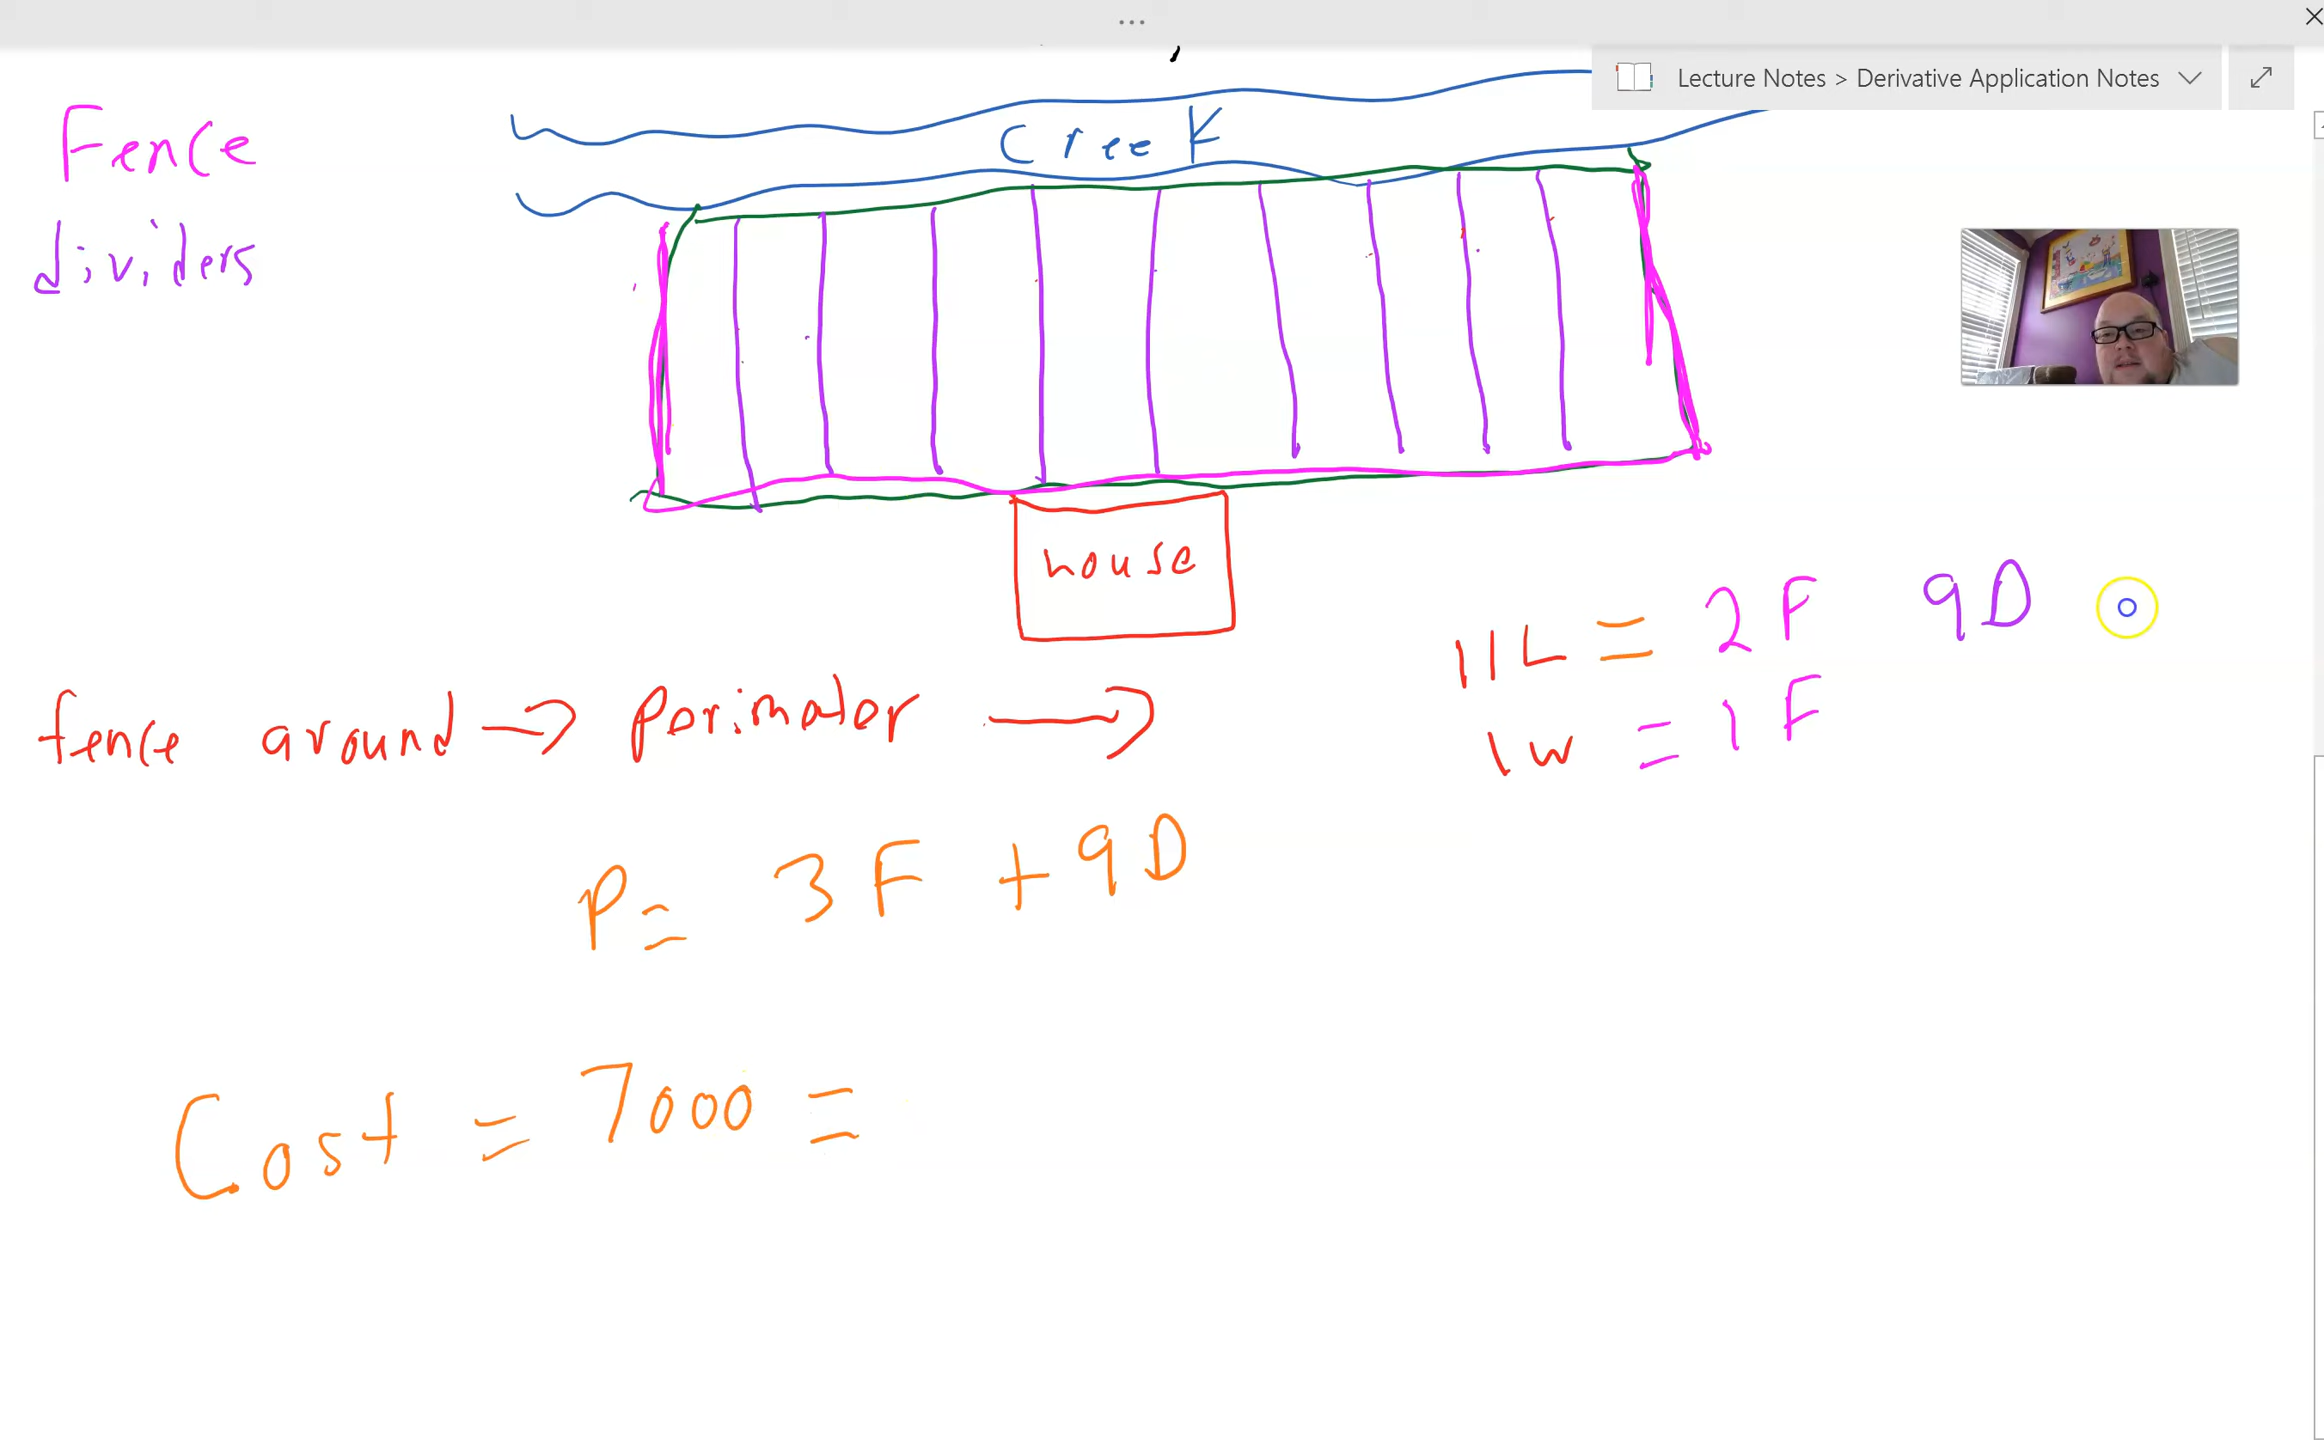 ...
Lecture Notes > Derivative Application Notes
Fence
Creek
dividers
house
11L = 2F 9D
1w = 1F
fence around → perimater →
P = 3F + 9D
Cost = 7000 =